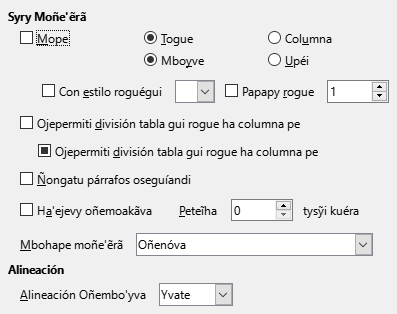 Syry Moñe'ẽrã
Mope Togue Columna
Mboyve Upéi
Con estilo roguégui Papapy rogue 1
Ojepermiti división tabla gui rogue ha columna pe
Ojepermiti división tabla gui rogue ha columna pe
Ñongatu párrafos oseguíandi
Ha'ejevy oñemoakãva Peteĩha 0 tysỹi kuéra
Mbohape moñe'ẽrã Oñenóva
Alineación
Alineación Oñembo'yva Yvate